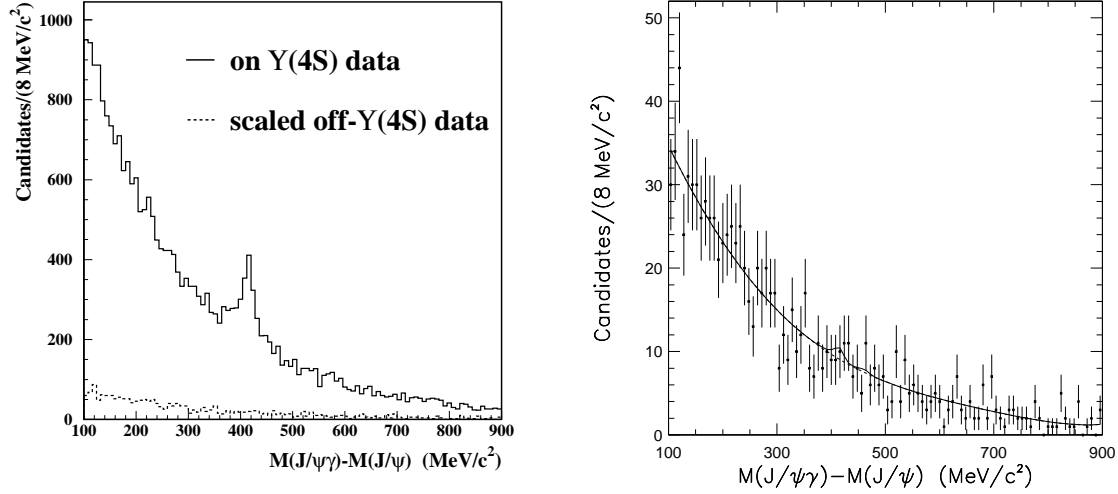 Candidates/(8 MeV/c²)
1000
800
600
400
200
0
on ϒ(4S) data
scaled off-ϒ(4S) data
100 200 300 400 500 600 700 800 900
M(J/ψγ)-M(J/ψ) (MeV/c²)
Candidates/(8 MeV/c²)
50
40
30
20
10
0
100 300 500 700 900
M(J/ψγ)−M(J/ψ) (MeV/c²)